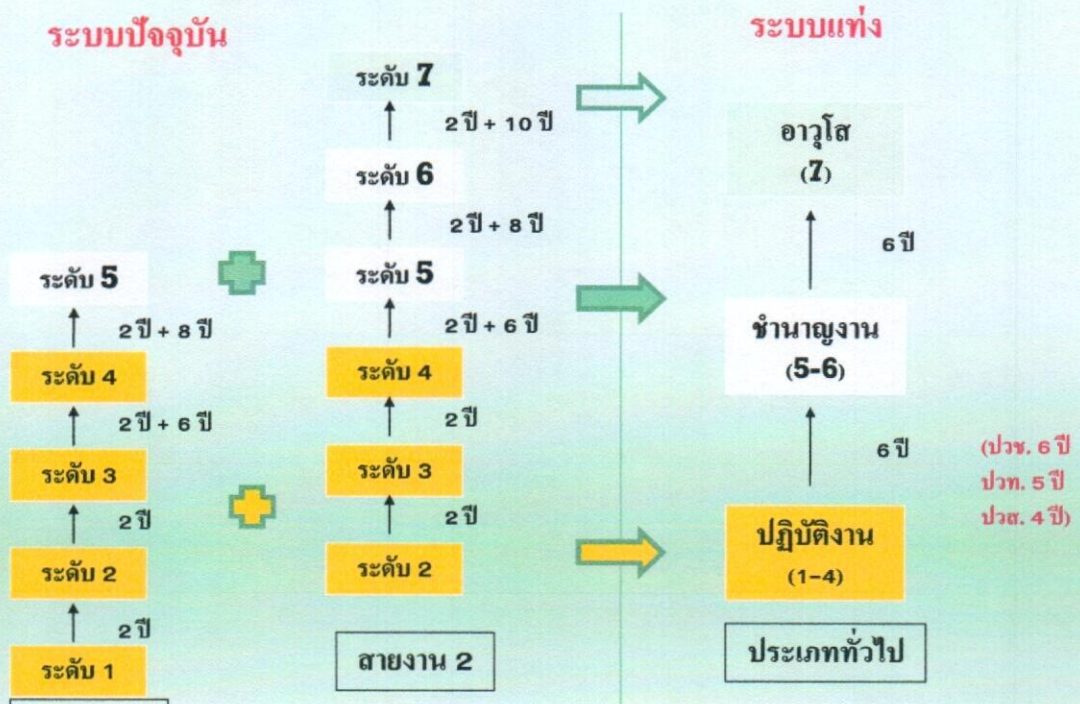 ระบบปัจจุบัน
ระดับ 5
2 ปี + 8 ปี
ระดับ 4
2 ปี + 6 ปี
ระดับ 3
2 ปี
ระดับ 2
2 ปี
ระดับ 1
ระดับ 7
2 ปี + 10 ปี
ระดับ 6
2 ปี + 8 ปี
ระดับ 5
2 ปี + 6 ปี
ระดับ 4
2 ปี
ระดับ 3
2 ปี
ระดับ 2
สายงาน 2
ระบบแท่ง
อาวุโส
(7)
6 ปี
ชำนาญงาน
(5-6)
6 ปี
(ปวช. 6 ปี
ปวท. 5 ปี
ปวส. 4 ปี)
ปฏิบัติงาน
(1-4)
ประเภททั่วไป